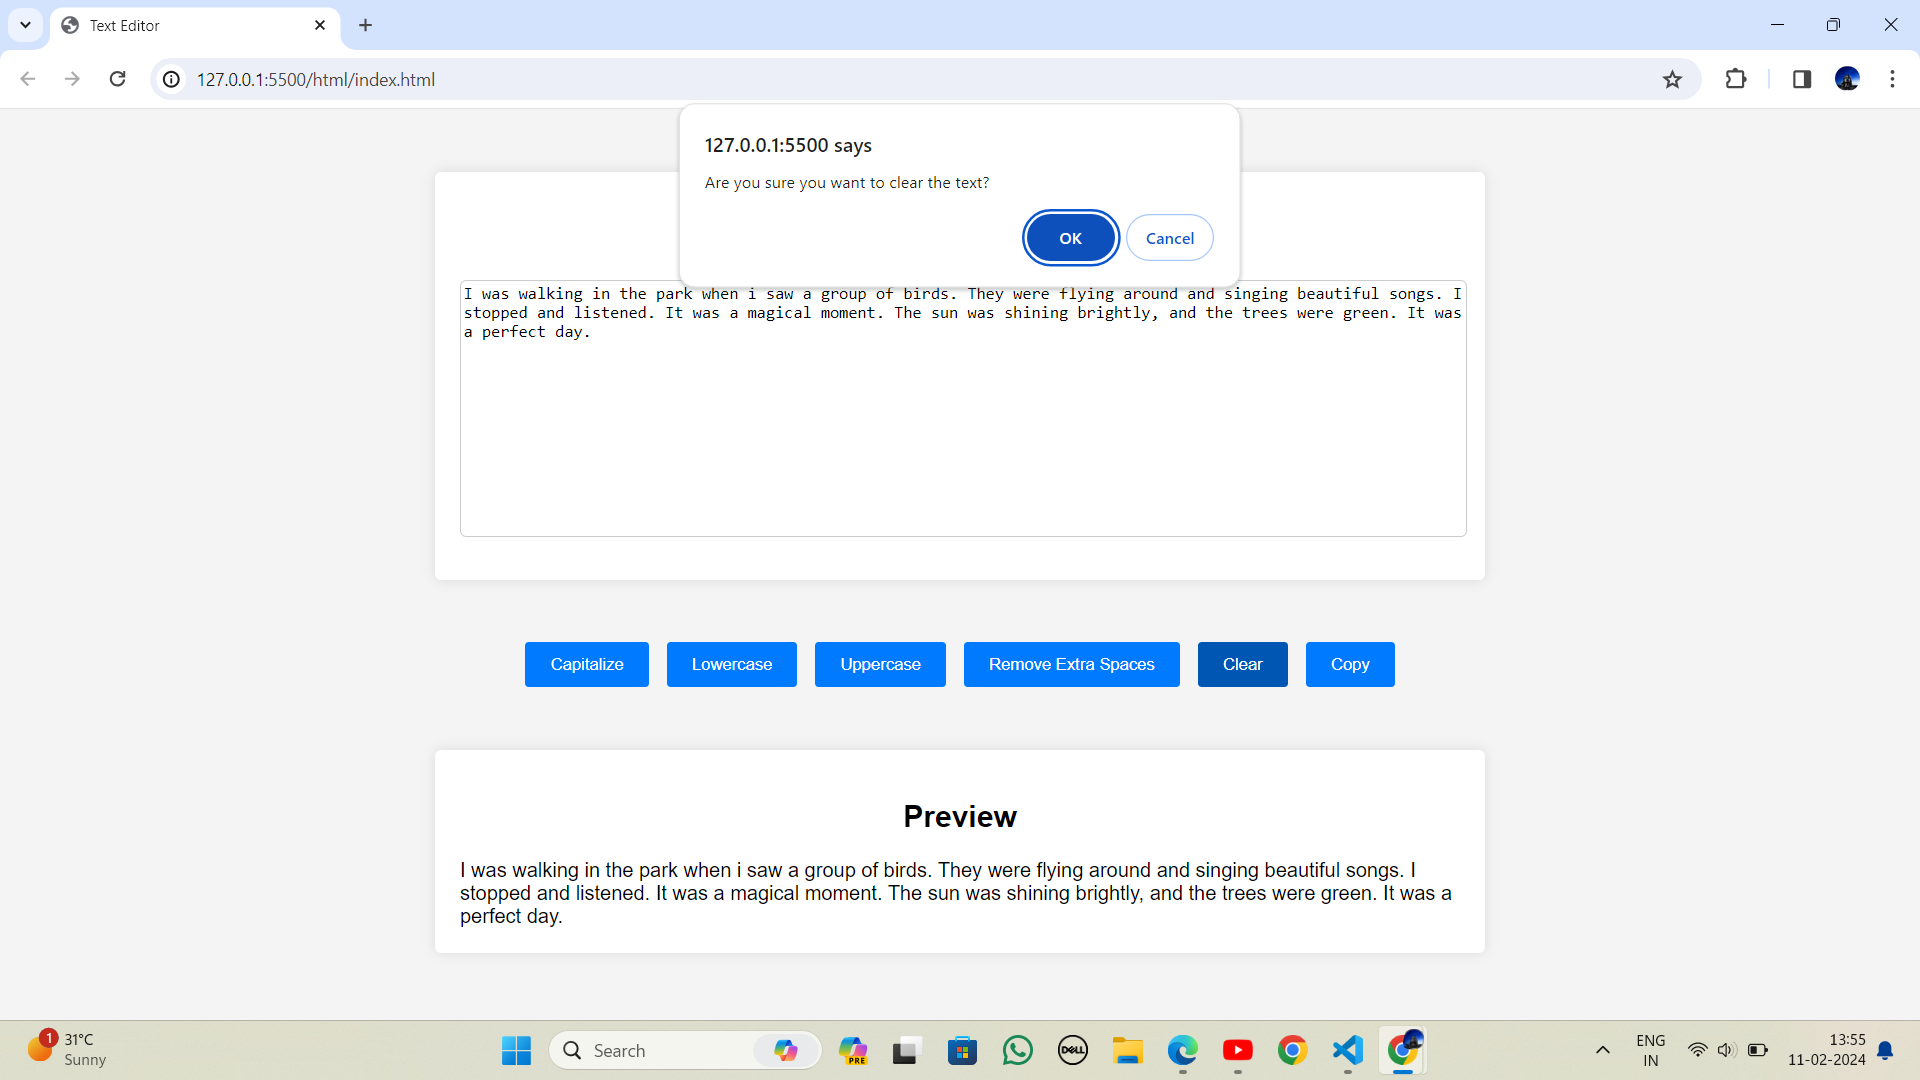 Text Editor
127.0.0.1:5500/html/index.html
127.0.0.1:5500 says
Are you sure you want to clear the text?
OK
Cancel
I was walking in the park when i saw a group of birds. They were flying around and singing beautiful songs. I
stopped and listened. It was a magical moment. The sun was shining brightly, and the trees were green. It was
a perfect day.
Capitalize
Lowercase
Uppercase
Remove Extra Spaces
Clear
Copy
Preview
I was walking in the park when i saw a group of birds. They were flying around and singing beautiful songs. I
stopped and listened. It was a magical moment. The sun was shining brightly, and the trees were green. It was a
perfect day.
1
31°C
Sunny
Search
PRE
DELL
ENG
IN
13:55
11-02-2024